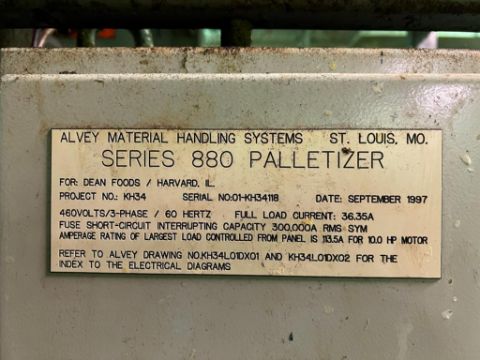 ALVEY MATERIAL HANDLING SYSTEMS ST. LOUIS, MO.
SERIES 880 PALLETIZER
FOR: DEAN FOODS / HARVARD, IL.
PROJECT NO.: KH34 SERIAL NO:01-KH34118 DATE: SEPTEMBER 1997
460VOLTS/3-PHASE / 60 HERTZ FULL LOAD CURRENT: 36.35A
FUSE SHORT-CIRCUIT INTERRUPTING CAPACITY 300,000A RMS SYM
AMPERAGE RATING OF LARGEST LOAD CONTROLLED FROM PANEL IS 113.5A FOR 10.0 HP MOTOR
REFER TO ALVEY DRAWING NO.KH34L01DX01 AND KH34L01DX02 FOR THE
INDEX TO THE ELECTRICAL DIAGRAMS